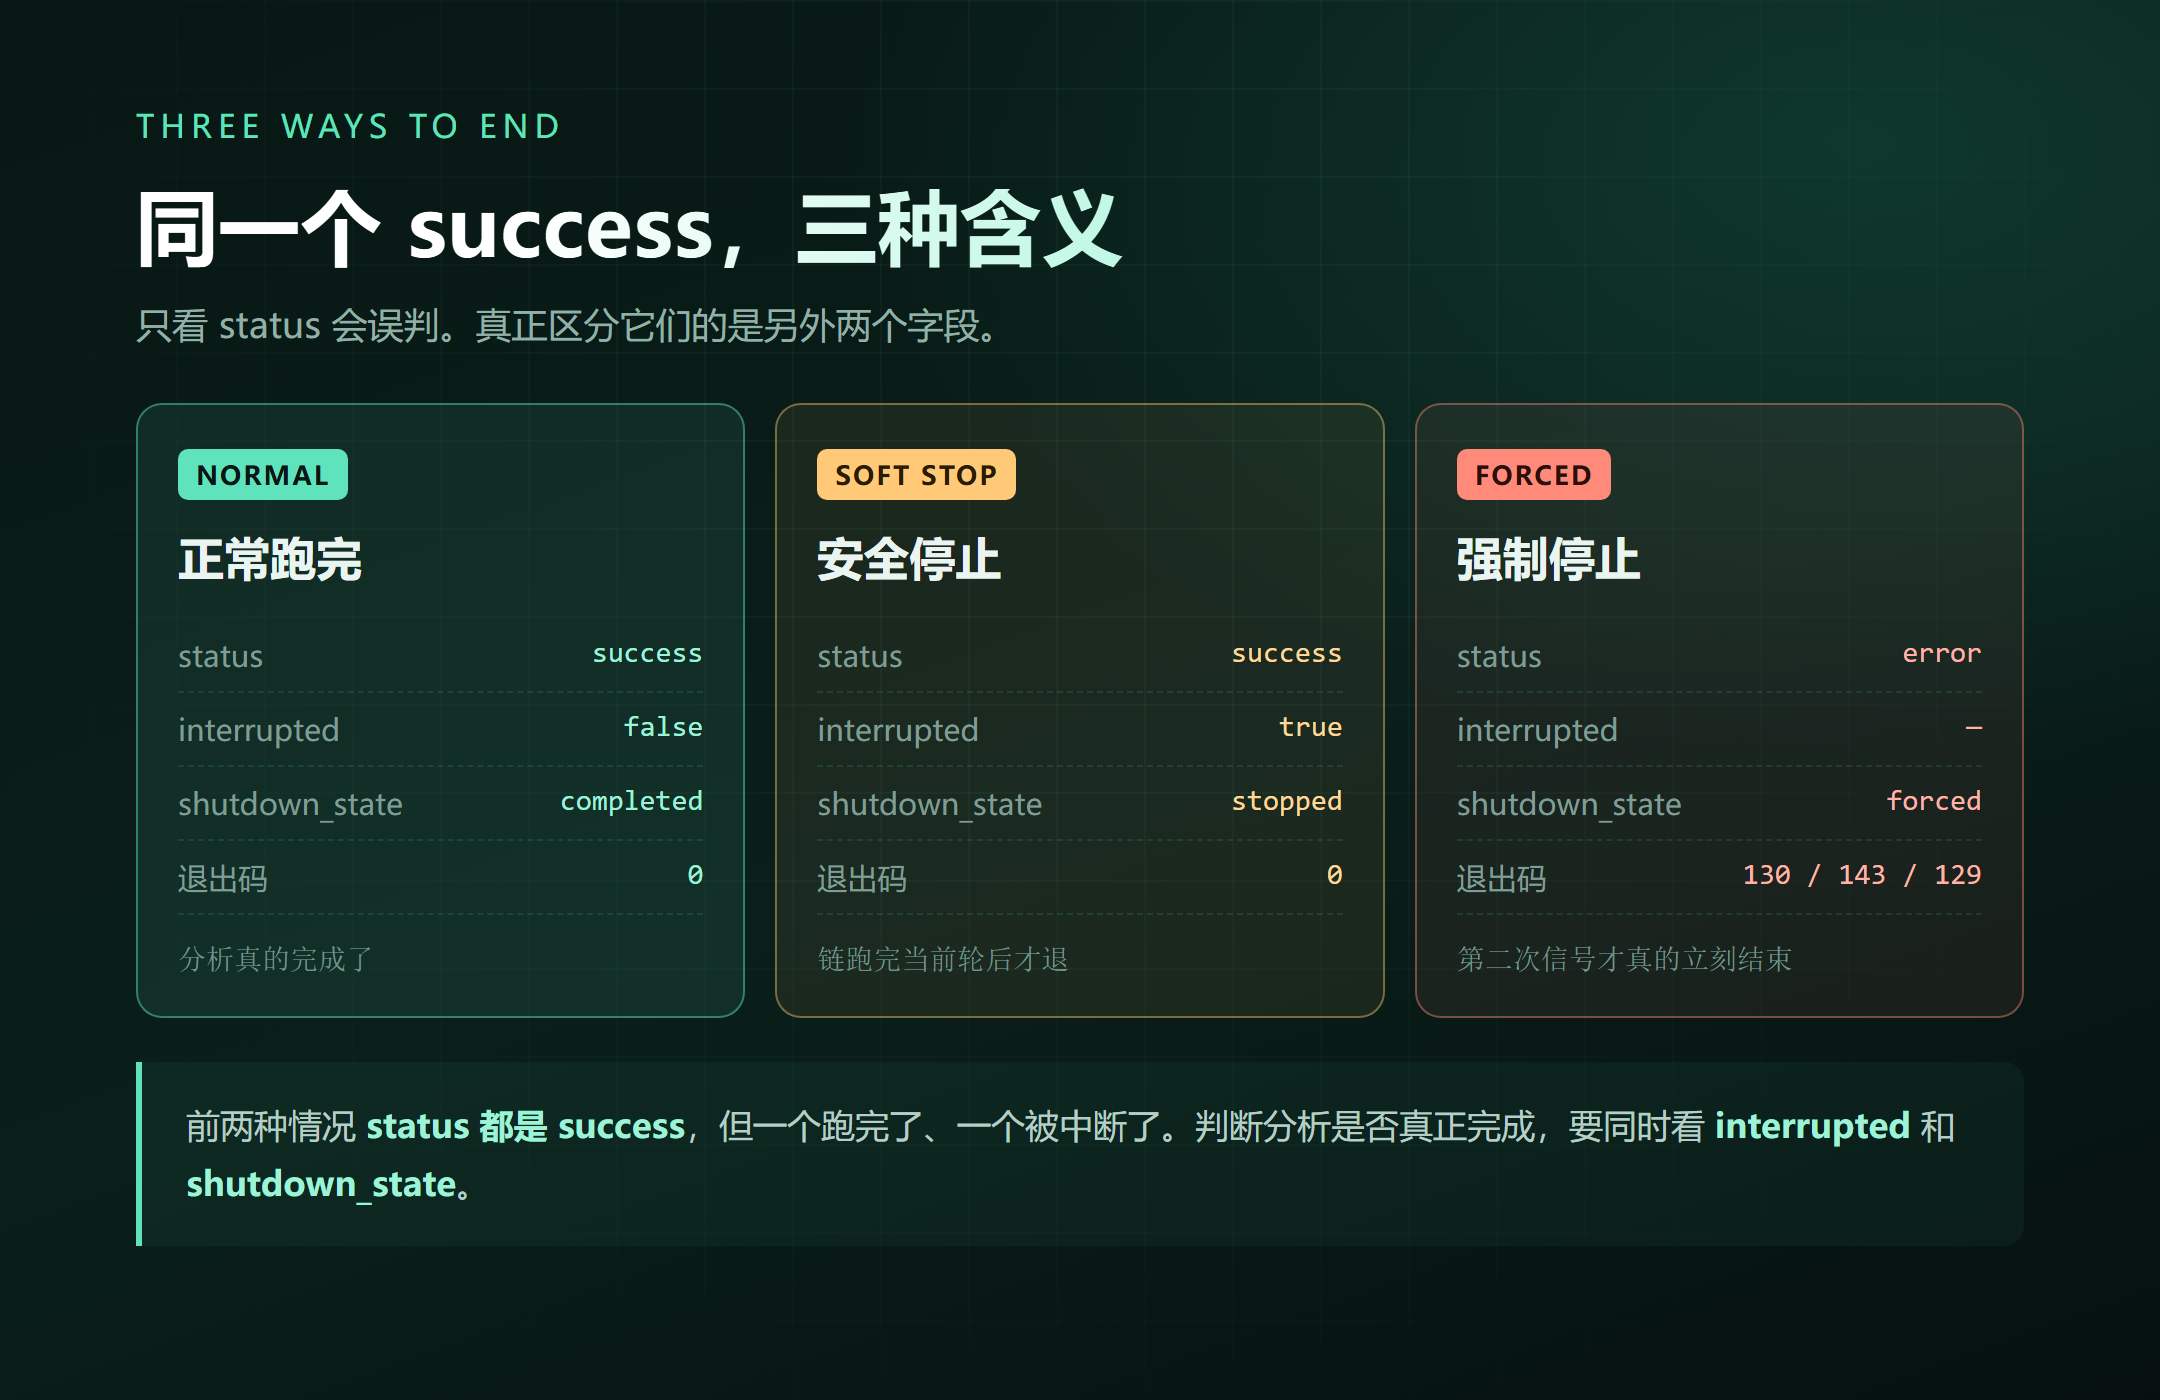 THREE WAYS TO END
同一个 success，三种含义
只看 status 会误判。真正区分它们的是另外两个字段。
NORMAL
正常跑完
status success
interrupted false
shutdown_state completed
退出码 0
分析真的完成了
SOFT STOP
安全停止
status success
interrupted true
shutdown_state stopped
退出码 0
链跑完当前轮后才退
FORCED
强制停止
status error
interrupted —
shutdown_state forced
退出码 130 / 143 / 129
第二次信号才真的立刻结束
前两种情况 status 都是 success，但一个跑完了、一个被中断了。判断分析是否真正完成，要同时看 interrupted 和
shutdown_state。